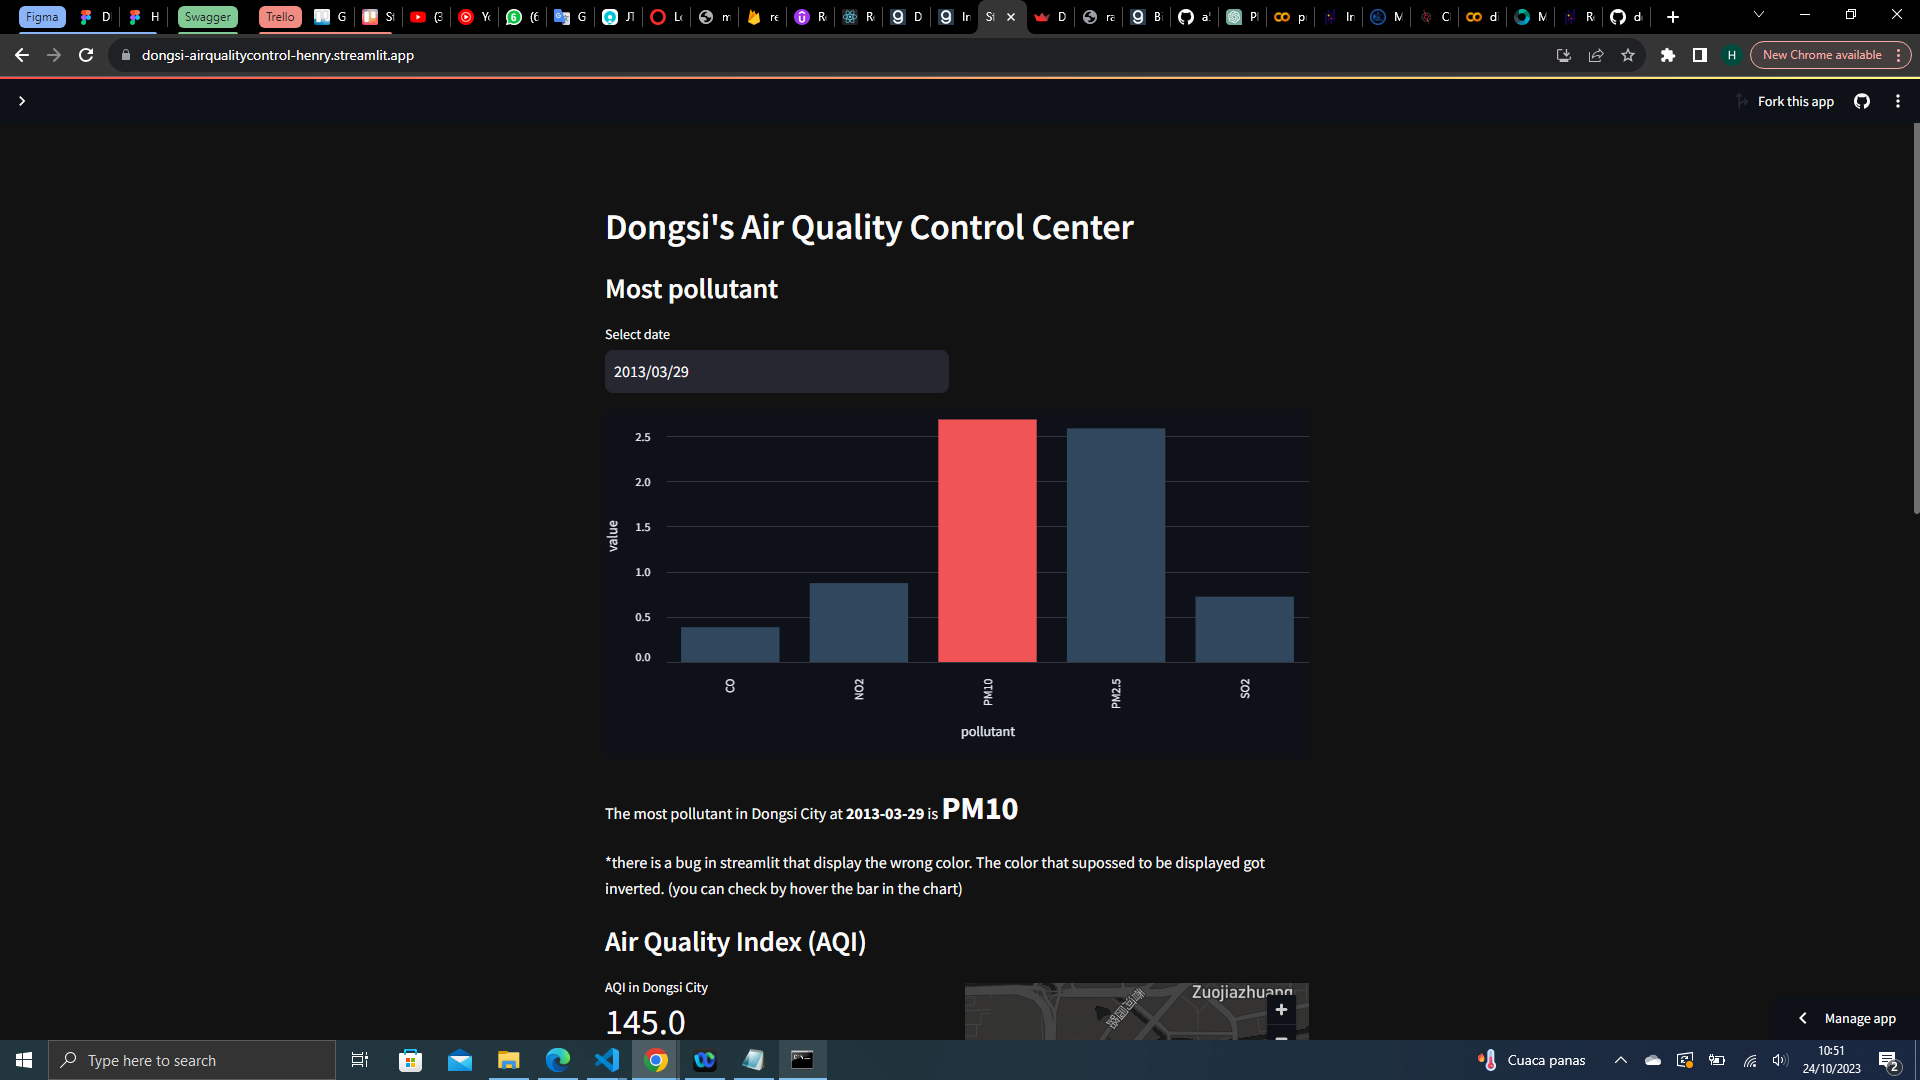 Figma
Swagger
Trello
dongsi-airqualitycontrol-henry.streamlit.app
H
New Chrome available
Fork this app
Dongsi's Air Quality Control Center
Most pollutant
Select date
2013/03/29
2.5
2.0
1.5
1.0
0.5
0.0
value
CO
NO2
PM10
PM2.5
SO2
pollutant
The most pollutant in Dongsi City at 2013-03-29 is PM10
*there is a bug in streamlit that display the wrong color. The color that supossed to be displayed got
inverted. (you can check by hover the bar in the chart)
Air Quality Index (AQI)
AQI in Dongsi City
145.0
Zuojiazhuang
+
Manage app
Type here to search
Cuaca panas
10:51
24/10/2023
2